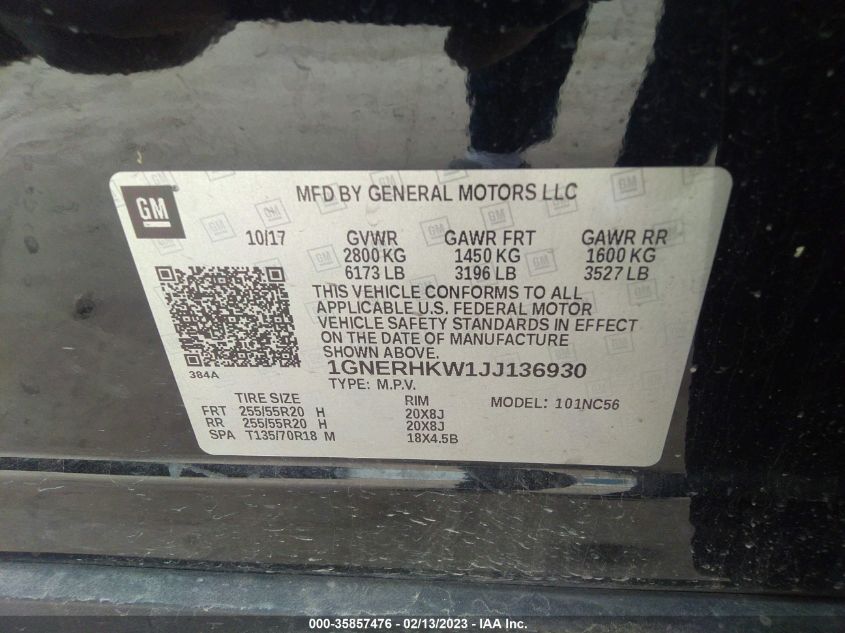 GM
MFD BY GENERAL MOTORS LLC
10/17 GVWR GAWR FRT GAWR RR
2800 KG 1450 KG 1600 KG
6173 LB 3196 LB 3527 LB
THIS VEHICLE CONFORMS TO ALL
APPLICABLE U.S. FEDERAL MOTOR
VEHICLE SAFETY STANDARDS IN EFFECT
ON THE DATE OF MANUFACTURE
SHOWN ABOVE.
384A
1GNERHKW1JJ136930
TYPE: M.P.V.
TIRE SIZE RIM MODEL: 101NC56
FRT 255/55R20 H 20X8J
RR 255/55R20 H 20X8J
SPA T135/70R18 M 18X4.5B
000-35857476 - 02/13/2023 - IAA Inc.